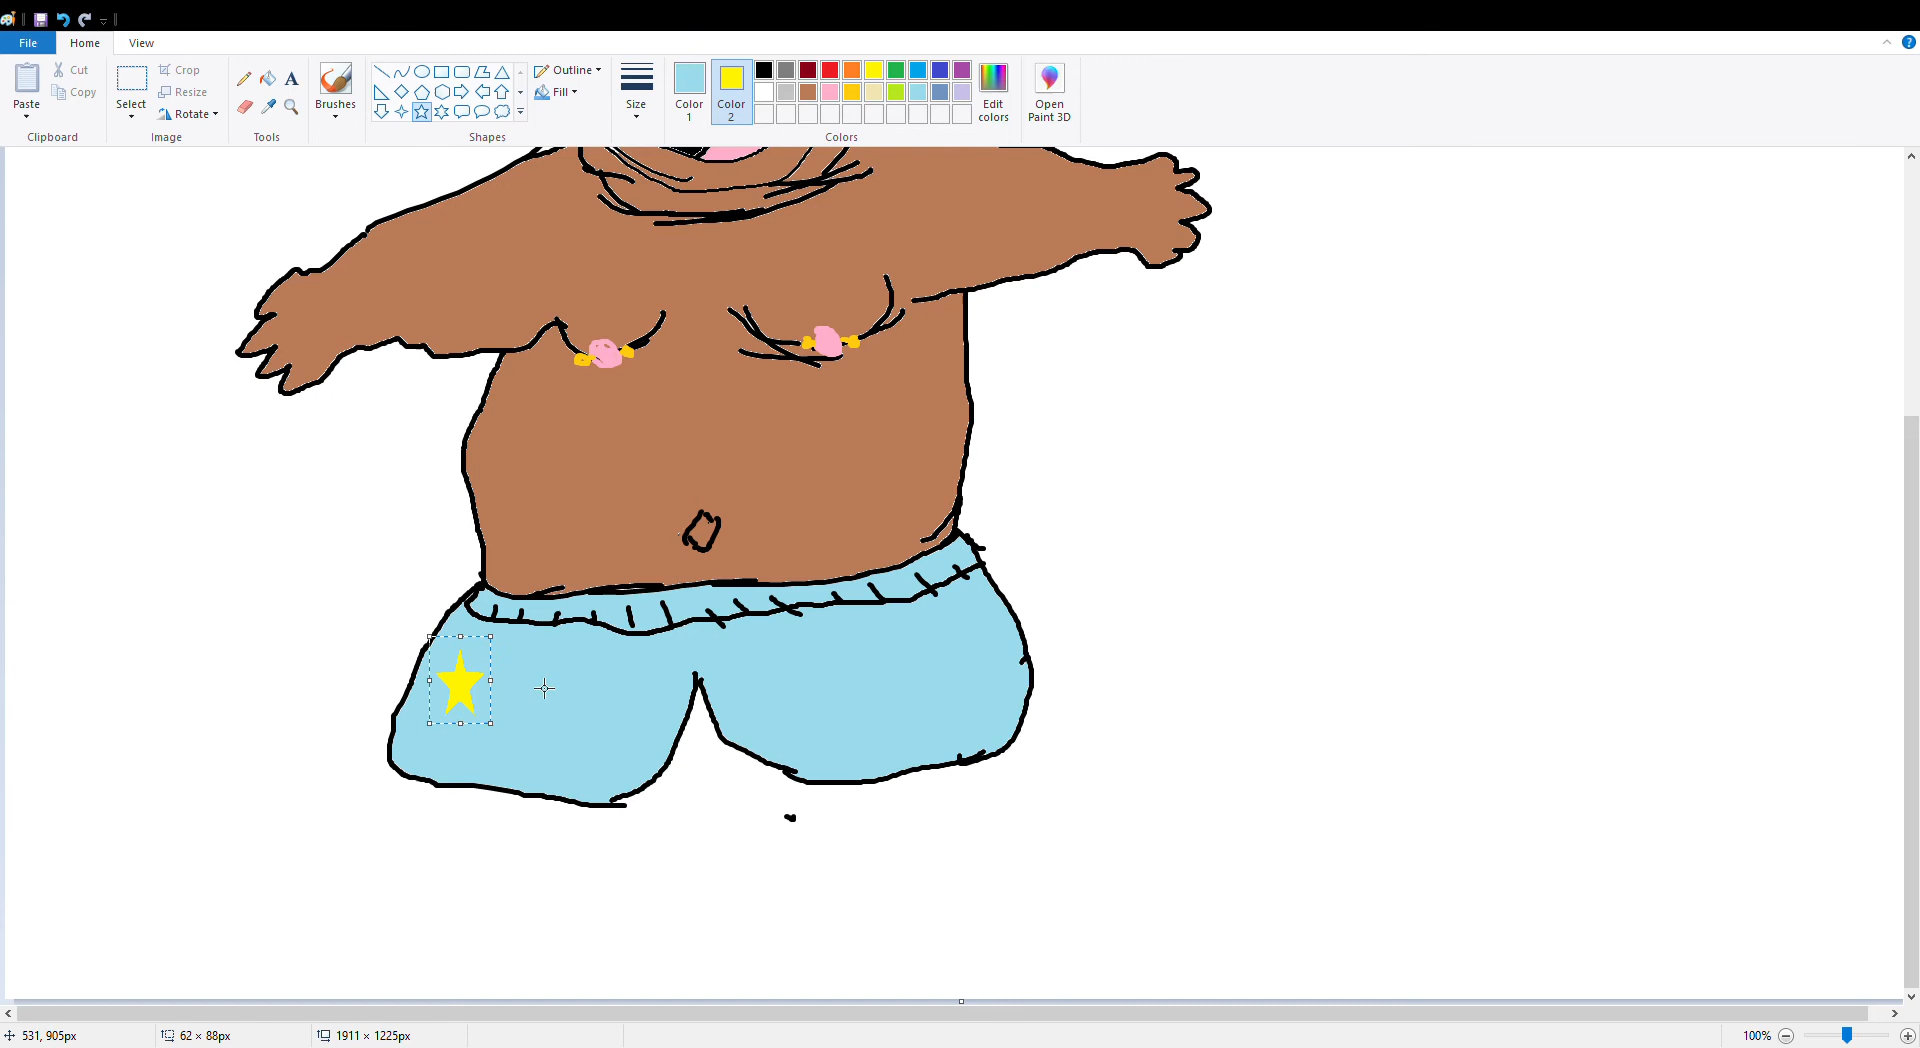 File Home View
Paste
Cut
Copy
Clipboard
Select
Crop
Resize
Rotate
Image
A
Tools
Brushes
Outline
Fill
Shapes
Size
Color
1
Color
2
Edit
colors
Colors
Open
Paint 3D
?
531, 905px
62 × 88px
1911 × 1225px
100%